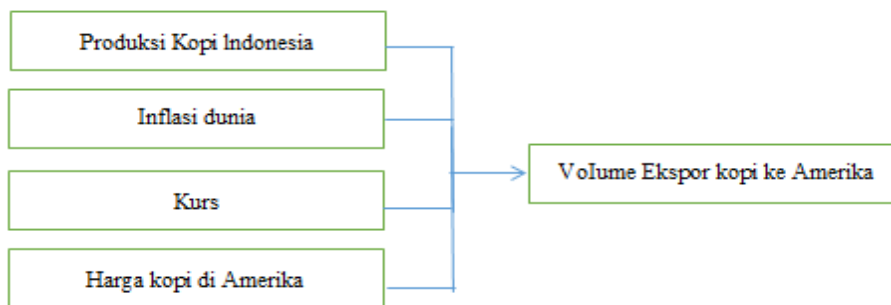 Produksi Kopi Indonesia
Inflasi dunia
Kurs
Harga kopi di Amerika
Volume Ekspor kopi ke Amerika